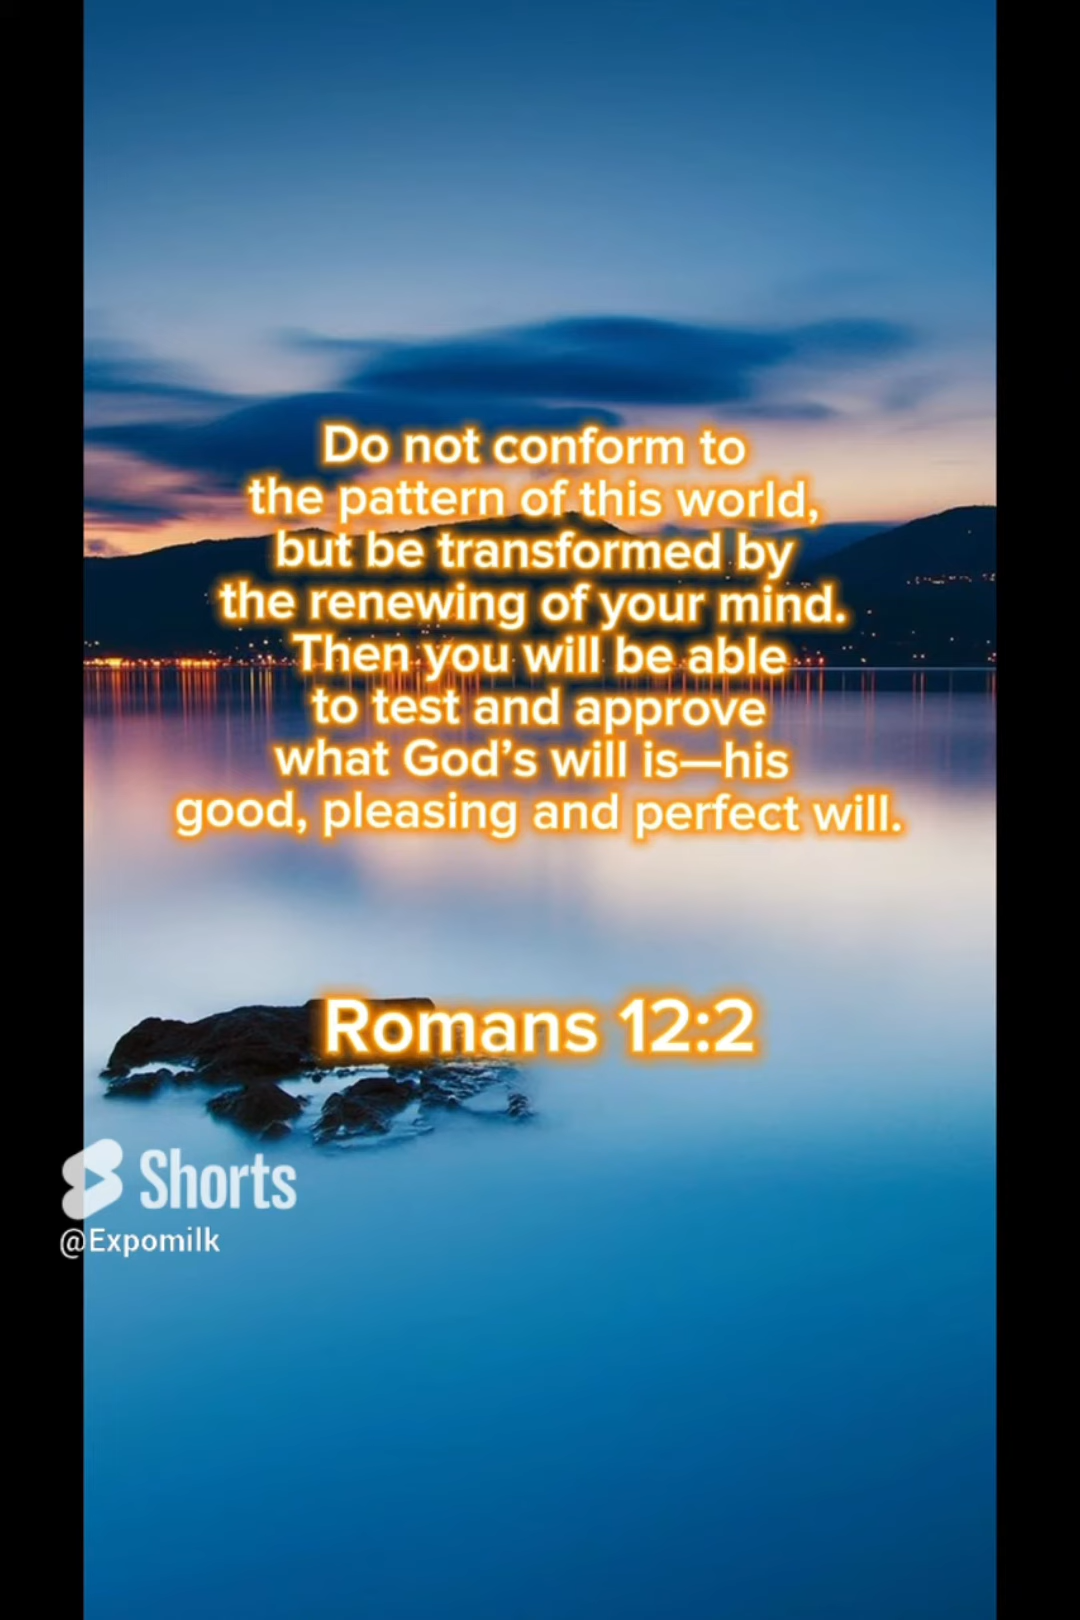 Do not conform to
the pattern of this world,
but be transformed by
the renewing of your mind.
Then you will be able
to test and approve
what God’s will is—his
good, pleasing and perfect will.
Romans 12:2
Shorts
@Expomilk